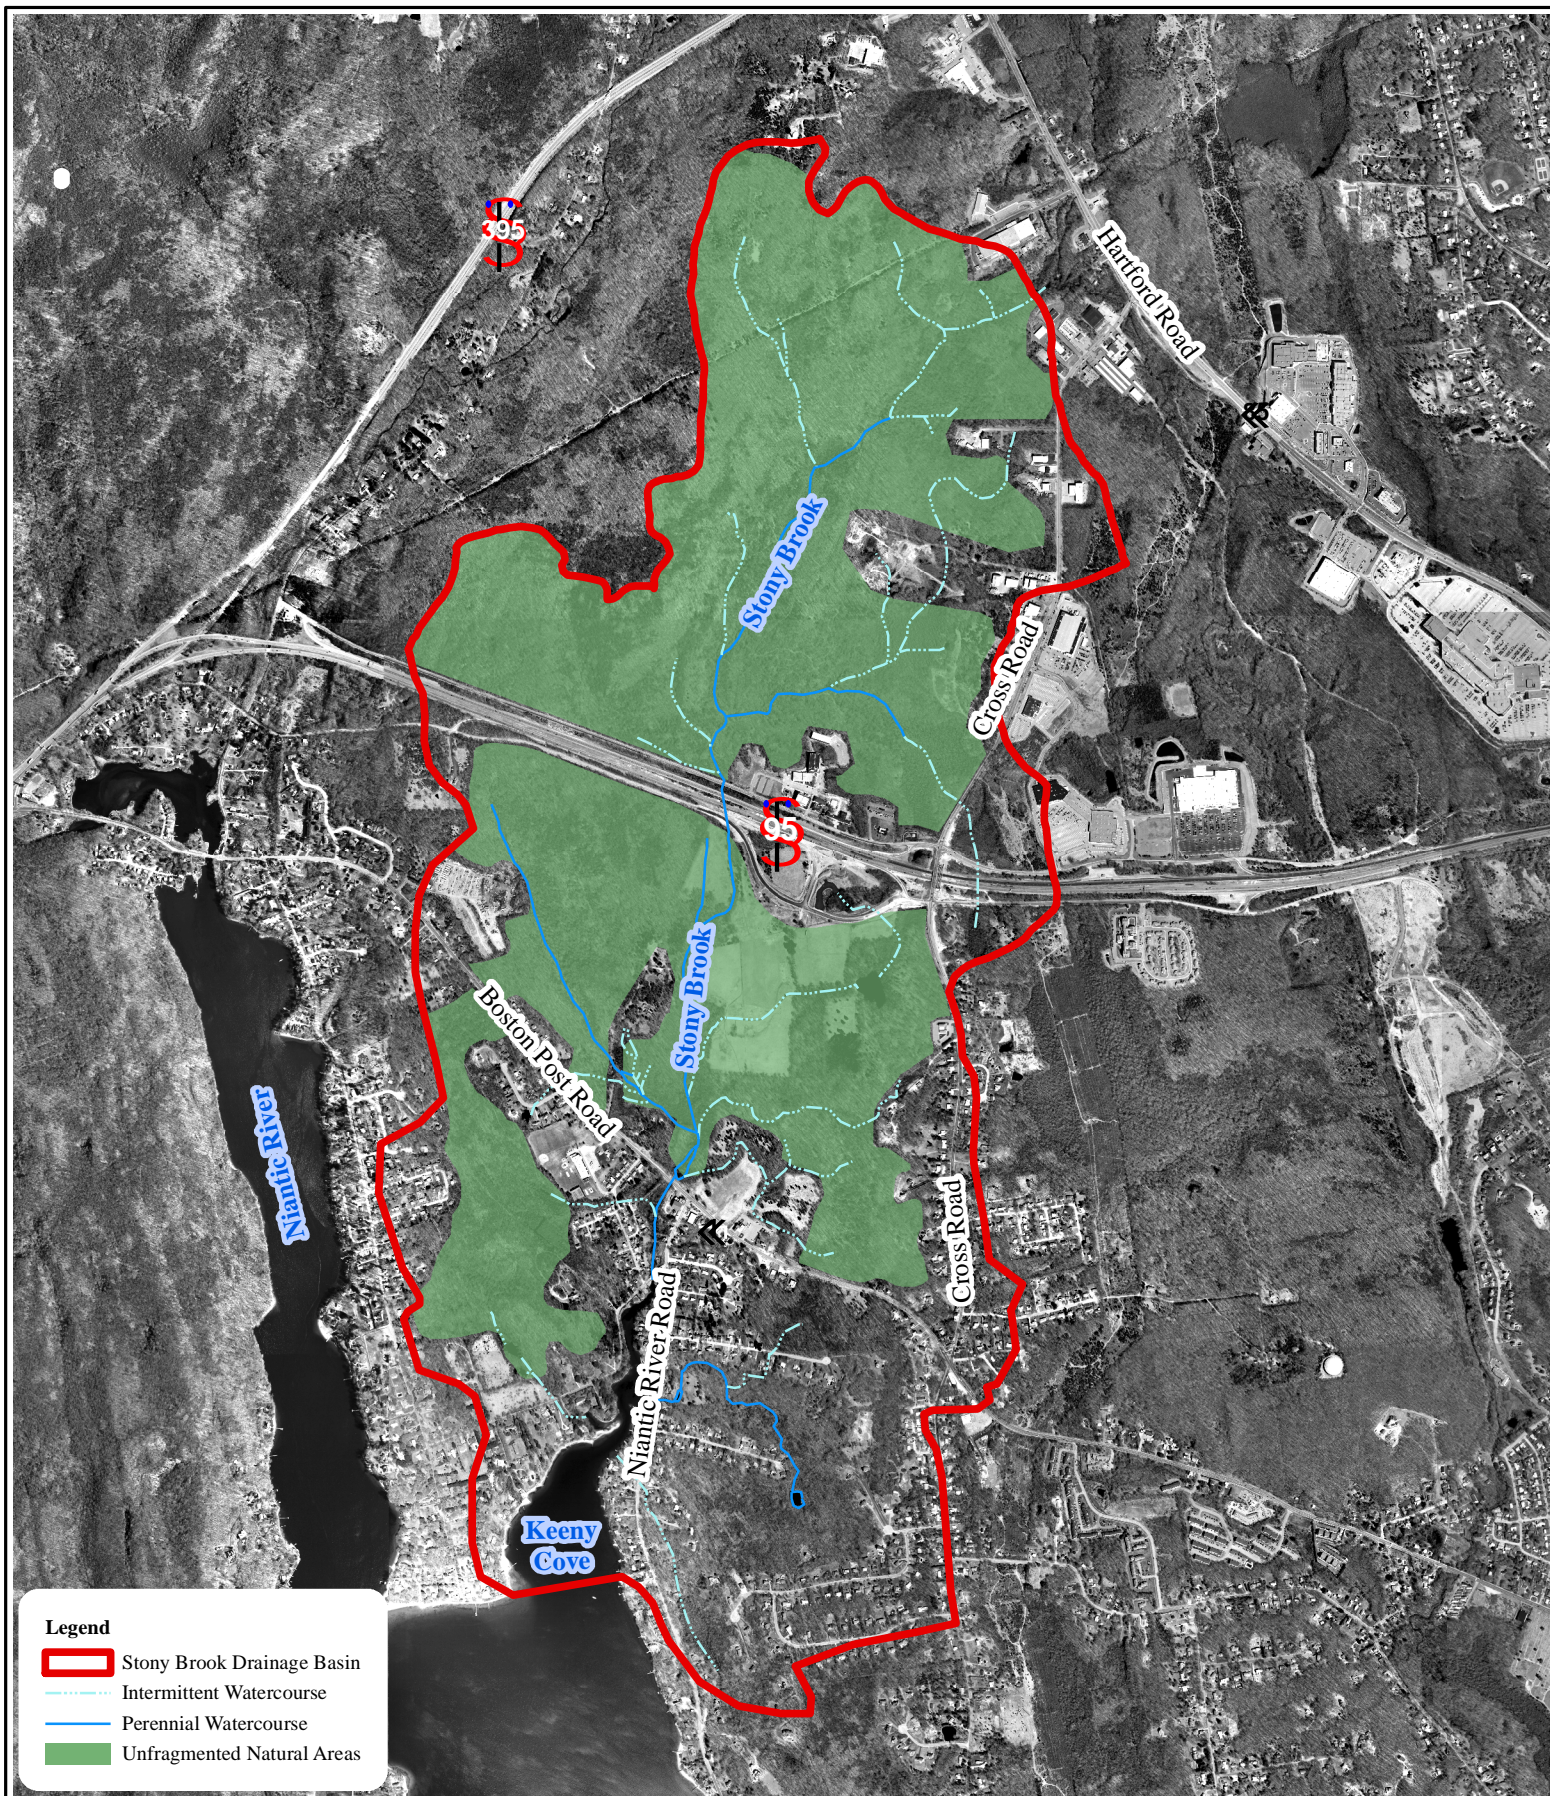 395
Hartford Road
85
Stony Brook
Cross Road
95
Stony Brook
Boston Post Road
Niantic River
Cross Road
Niantic River Road
Keeny
Cove
Legend
Stony Brook Drainage Basin
Intermittent Watercourse
Perennial Watercourse
Unfragmented Natural Areas